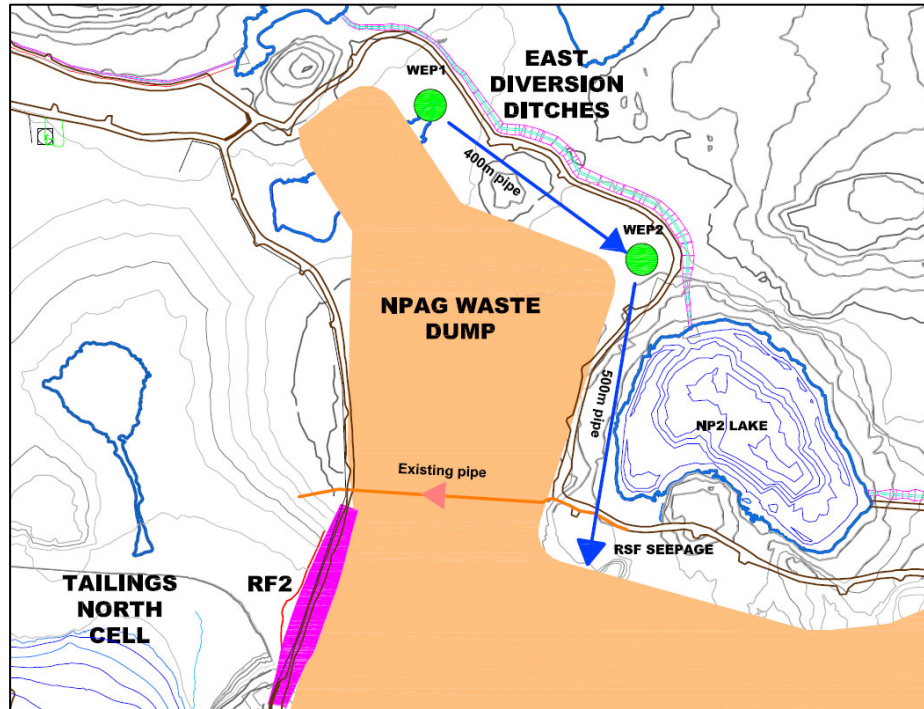 WEP1
EAST
DIVERSION
DITCHES
400m pipe
WEP2
NPAG WASTE
DUMP
500m pipe
NP2 LAKE
Existing pipe
RSF SEEPAGE
TAILINGS
NORTH
CELL
RF2